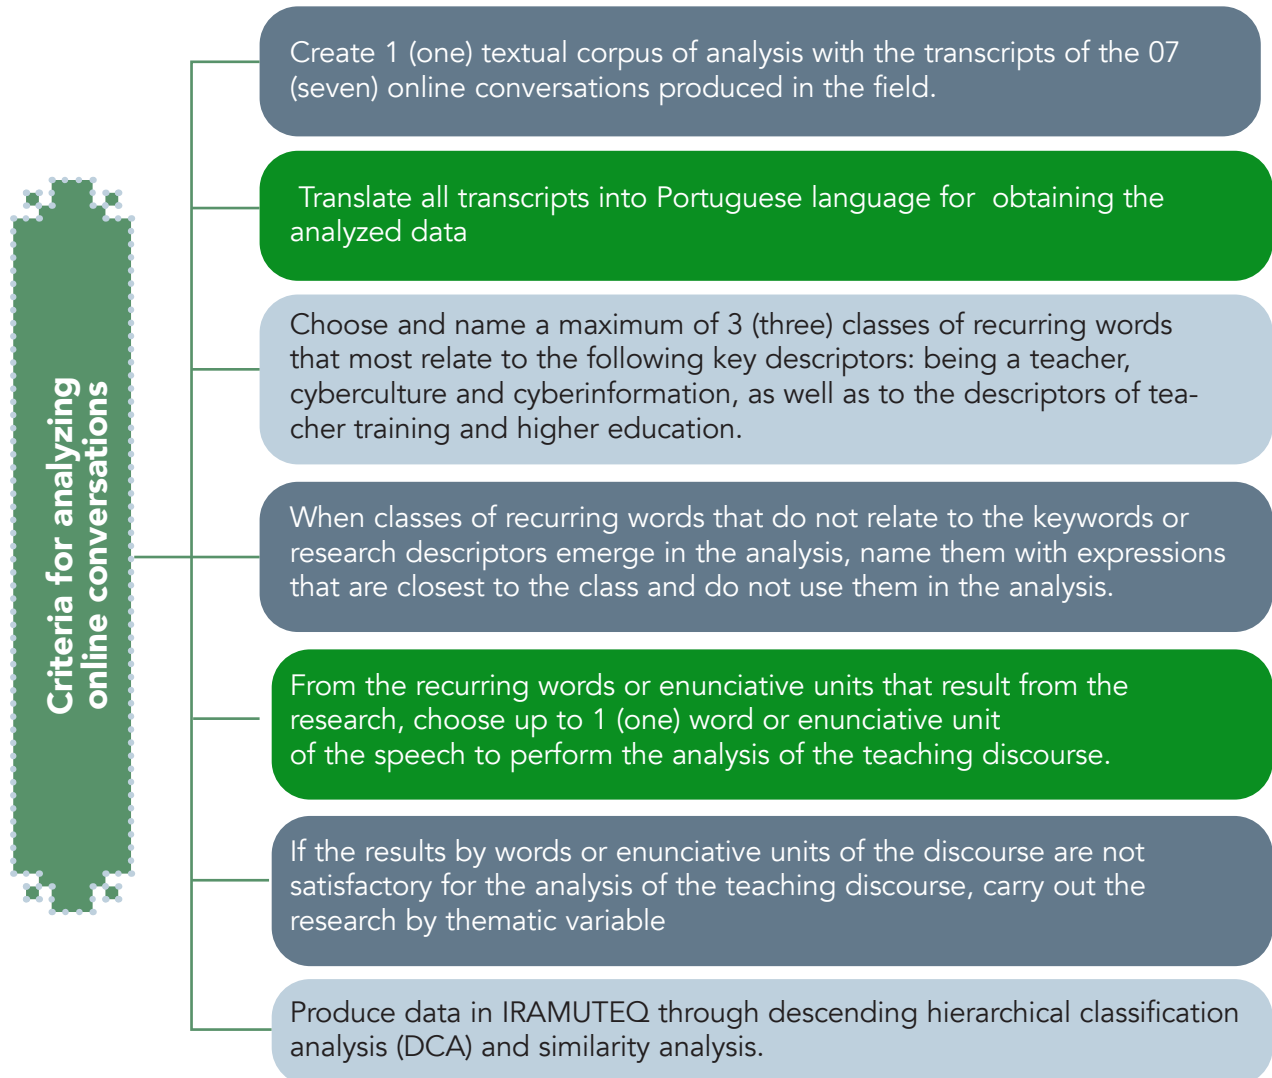 Criteria for analyzing
online conversations
Create 1 (one) textual corpus of analysis with the transcripts of the 07
(seven) online conversations produced in the field.
Translate all transcripts into Portuguese language for obtaining the
analyzed data
Choose and name a maximum of 3 (three) classes of recurring words
that most relate to the following key descriptors: being a teacher,
cyberculture and cyberinformation, as well as to the descriptors of tea-
cher training and higher education.
When classes of recurring words that do not relate to the keywords or
research descriptors emerge in the analysis, name them with expressions
that are closest to the class and do not use them in the analysis.
From the recurring words or enunciative units that result from the
research, choose up to 1 (one) word or enunciative unit
of the speech to perform the analysis of the teaching discourse.
If the results by words or enunciative units of the discourse are not
satisfactory for the analysis of the teaching discourse, carry out the
research by thematic variable
Produce data in IRAMUTEQ through descending hierarchical classification
analysis (DCA) and similarity analysis.